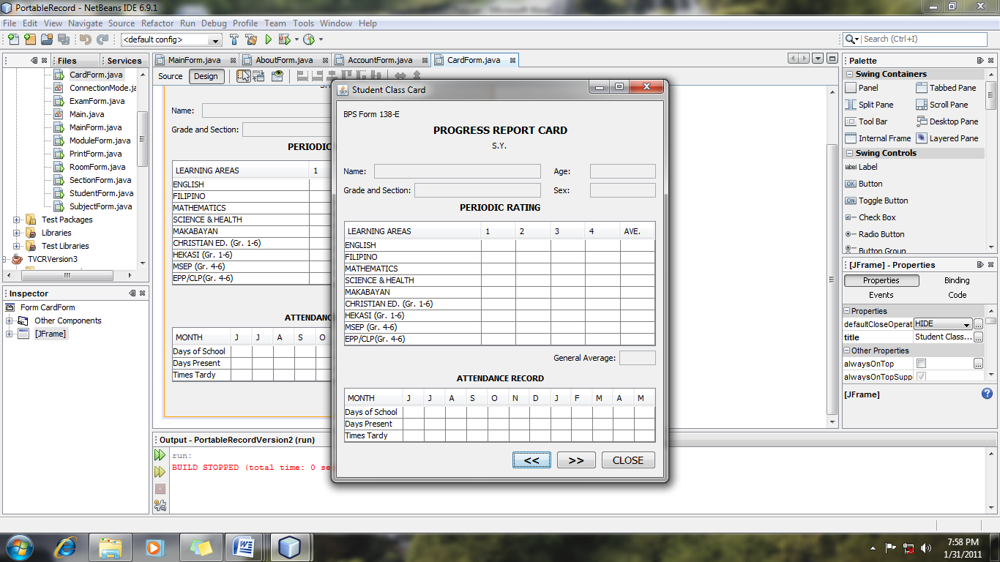 PortableRecord - NetBeans IDE 6.9.1
File Edit View Navigate Source Refactor Run Debug Profile Team Tools Window Help
<default config>
Search (Ctrl+I)
Files Services
CardForm.java
ConnectionMode.ja
ExamForm.java
Main.java
MainForm.java
ModuleForm.java
PrintForm.java
RoomForm.java
SectionForm.java
StudentForm.java
SubjectForm.java
Test Packages
Libraries
Test Libraries
TVCRVersion3
Inspector
Form CardForm
Other Components
[JFrame]
MainForm.java AboutForm.java AccountForm.java CardForm.java
Source Design
Name:
Grade and Section:
PERIODIC
LEARNING AREAS 1
ENGLISH
FILIPINO
MATHEMATICS
SCIENCE & HEALTH
MAKABAYAN
CHRISTIAN ED. (Gr. 1-6)
HEKASI (Gr. 1-6)
MSEP (Gr. 4-6)
EPP/CLP(Gr. 4-6)
ATTENDANC
MONTH J J A S O
Days of School
Days Present
Times Tardy
Student Class Card
BPS Form 138-E
PROGRESS REPORT CARD
S.Y.
Name: Age:
Grade and Section: Sex:
PERIODIC RATING
LEARNING AREAS 1 2 3 4 AVE.
ENGLISH
FILIPINO
MATHEMATICS
SCIENCE & HEALTH
MAKABAYAN
CHRISTIAN ED. (Gr. 1-6)
HEKASI (Gr. 1-6)
MSEP (Gr. 4-6)
EPP/CLP(Gr. 4-6)
General Average:
ATTENDANCE RECORD
MONTH J J A S O N D J F M A M
Days of School
Days Present
Times Tardy
<< >> CLOSE
Palette
Swing Containers
Panel Tabbed Pane
Split Pane Scroll Pane
Tool Bar Desktop Pane
Internal Frame Layered Pane
Swing Controls
label Label
OK Button
ON Toggle Button
Check Box
Radio Button
Button Group
[JFrame] - Properties
Properties Binding
Events Code
Properties
defaultCloseOperat HIDE
title Student Class...
Other Properties
alwaysOnTop
alwaysOnTopSupp
[JFrame]
Output - PortableRecordVersion2 (run)
run:
BUILD STOPPED (total time: 0 se
7:58 PM
1/31/2011